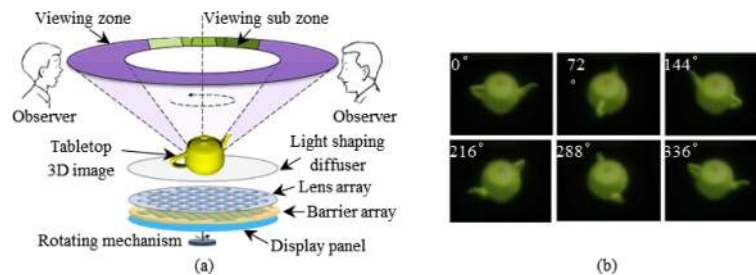 Viewing zone
Viewing sub zone
Observer
Observer
Tabletop
3D image
Light shaping
diffuser
Lens array
Barrier array
Rotating mechanism
Display panel
(a)
0°
72
°
144°
216°
288°
336°
(b)